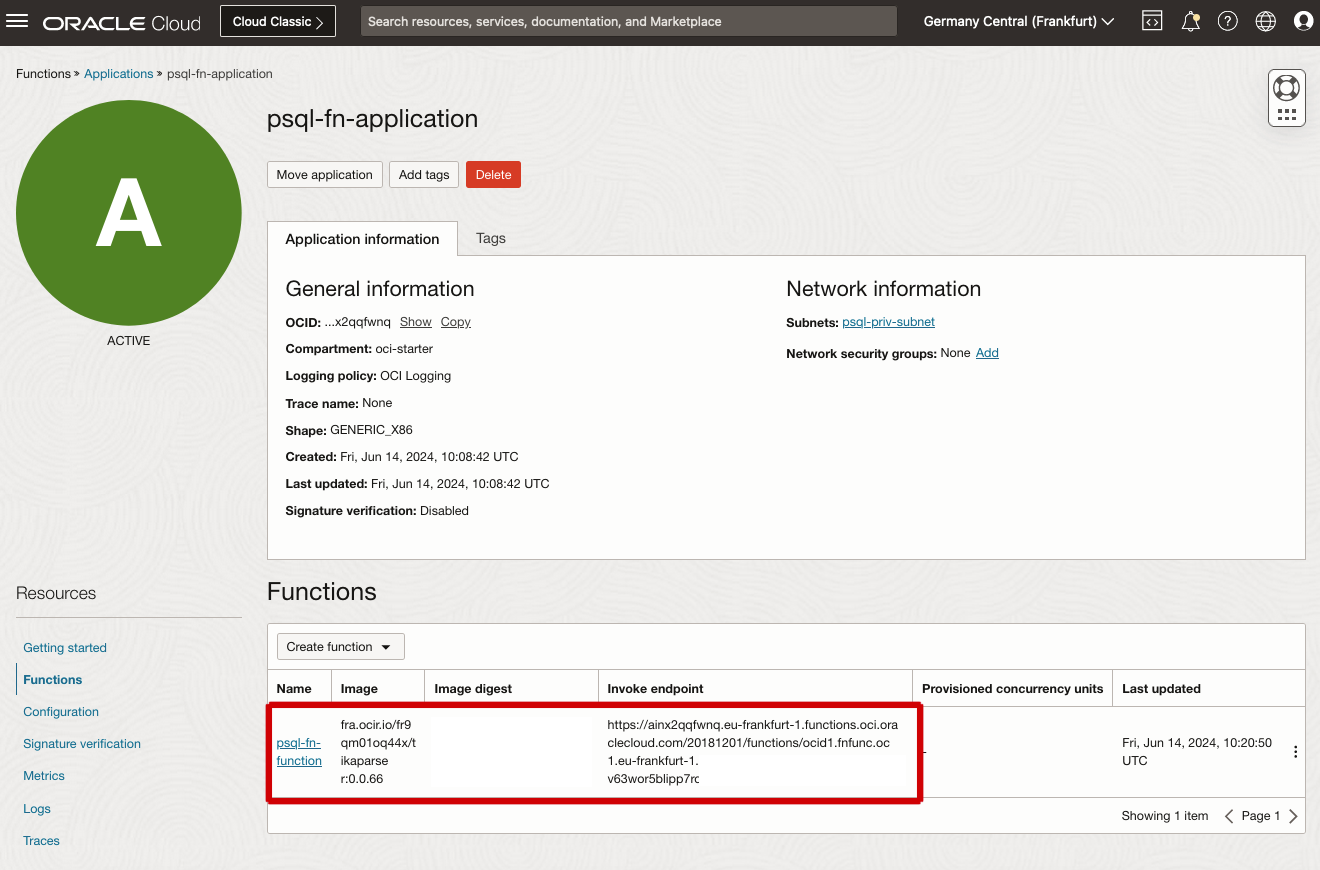 ORACLE Cloud
Cloud Classic
Search resources, services, documentation, and Marketplace
Germany Central (Frankfurt)
Functions » Applications » psql-fn-application
A
ACTIVE
psql-fn-application
Move application
Add tags
Delete
Application information
Tags
General information
OCID: ...x2qqfwnq Show Copy
Compartment: oci-starter
Logging policy: OCI Logging
Trace name: None
Shape: GENERIC_X86
Created: Fri, Jun 14, 2024, 10:08:42 UTC
Last updated: Fri, Jun 14, 2024, 10:08:42 UTC
Signature verification: Disabled
Network information
Subnets: psql-priv-subnet
Network security groups: None Add
Resources
Getting started
Functions
Configuration
Signature verification
Metrics
Logs
Traces
Functions
Create function
Name
Image
Image digest
Invoke endpoint
Provisioned concurrency units
Last updated
psql-fn-
function
fra.ocir.io/fr9
qm01oq44x/t
ikaparse
r:0.0.66
https://ainx2qqfwnq.eu-frankfurt-1.functions.oci.ora
clecloud.com/20181201/functions/ocid1.fnfunc.oc
1.eu-frankfurt-1.
v63wor5blipp7rc
-
Fri, Jun 14, 2024, 10:20:50
UTC
Showing 1 item
Page 1